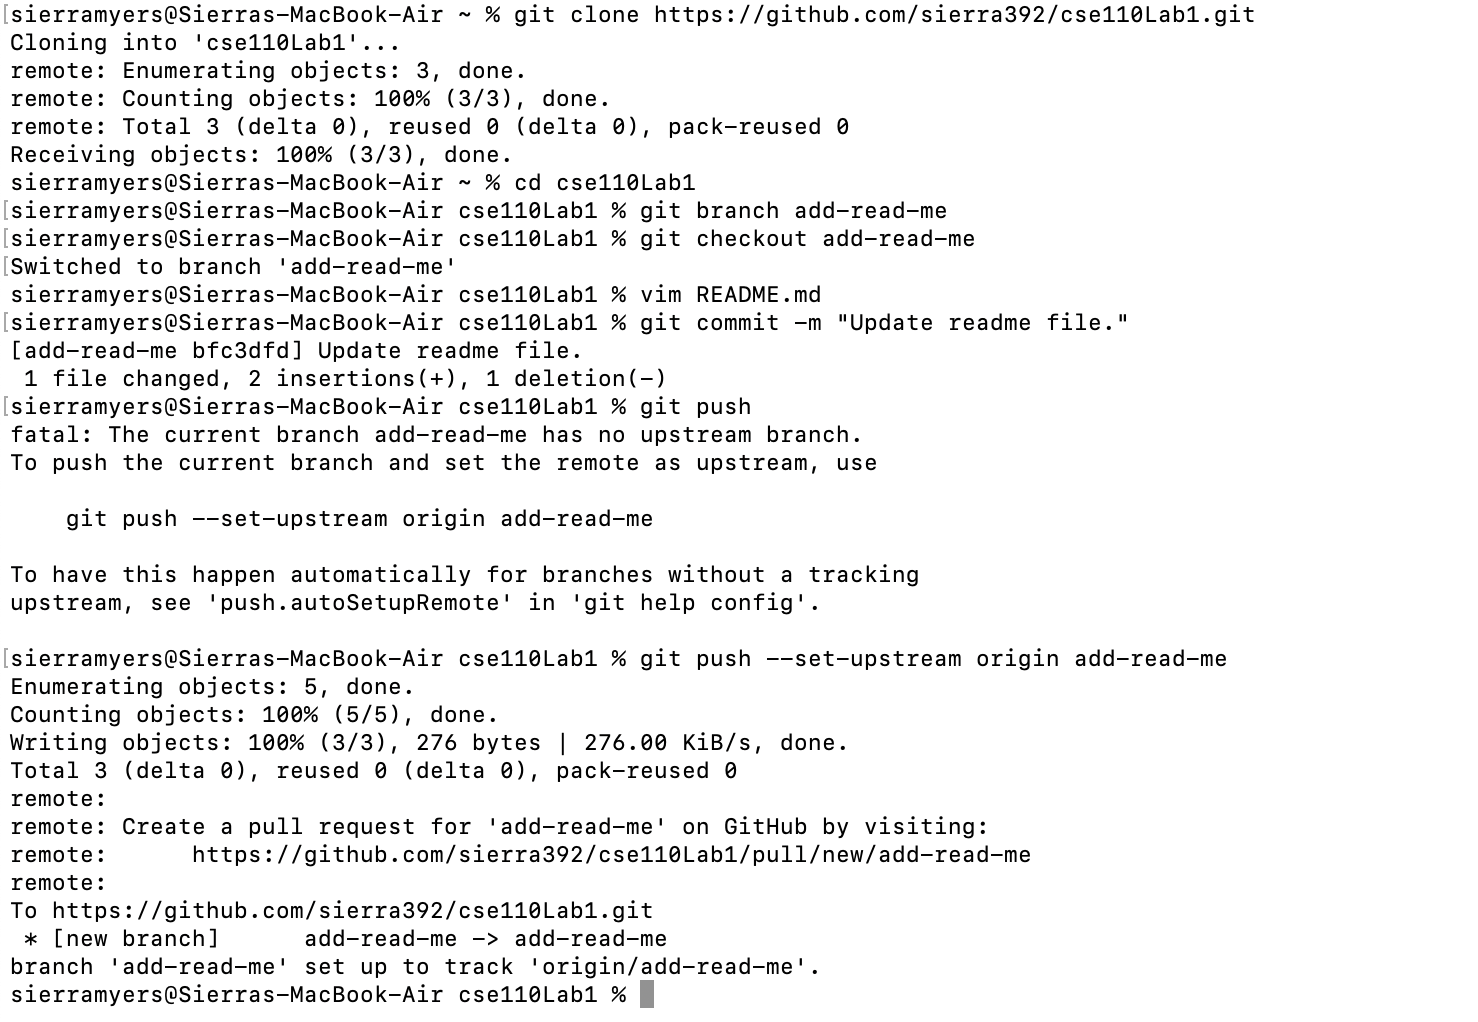 [sierramyers@Sierras-MacBook-Air ~ % git clone https://github.com/sierra392/cse110Lab1.git
Cloning into 'cse110Lab1'...
remote: Enumerating objects: 3, done.
remote: Counting objects: 100% (3/3), done.
remote: Total 3 (delta 0), reused 0 (delta 0), pack-reused 0
Receiving objects: 100% (3/3), done.
sierramyers@Sierras-MacBook-Air ~ % cd cse110Lab1
[sierramyers@Sierras-MacBook-Air cse110Lab1 % git branch add-read-me
[sierramyers@Sierras-MacBook-Air cse110Lab1 % git checkout add-read-me
[Switched to branch 'add-read-me'
sierramyers@Sierras-MacBook-Air cse110Lab1 % vim README.md
[sierramyers@Sierras-MacBook-Air cse110Lab1 % git commit -m "Update readme file."
[add-read-me bfc3dfd] Update readme file.
 1 file changed, 2 insertions(+), 1 deletion(-)
[sierramyers@Sierras-MacBook-Air cse110Lab1 % git push
fatal: The current branch add-read-me has no upstream branch.
To push the current branch and set the remote as upstream, use
    git push --set-upstream origin add-read-me
To have this happen automatically for branches without a tracking
upstream, see 'push.autoSetupRemote' in 'git help config'.
[sierramyers@Sierras-MacBook-Air cse110Lab1 % git push --set-upstream origin add-read-me
Enumerating objects: 5, done.
Counting objects: 100% (5/5), done.
Writing objects: 100% (3/3), 276 bytes | 276.00 KiB/s, done.
Total 3 (delta 0), reused 0 (delta 0), pack-reused 0
remote:
remote: Create a pull request for 'add-read-me' on GitHub by visiting:
remote:      https://github.com/sierra392/cse110Lab1/pull/new/add-read-me
remote:
To https://github.com/sierra392/cse110Lab1.git
 * [new branch]      add-read-me -> add-read-me
branch 'add-read-me' set up to track 'origin/add-read-me'.
sierramyers@Sierras-MacBook-Air cse110Lab1 %